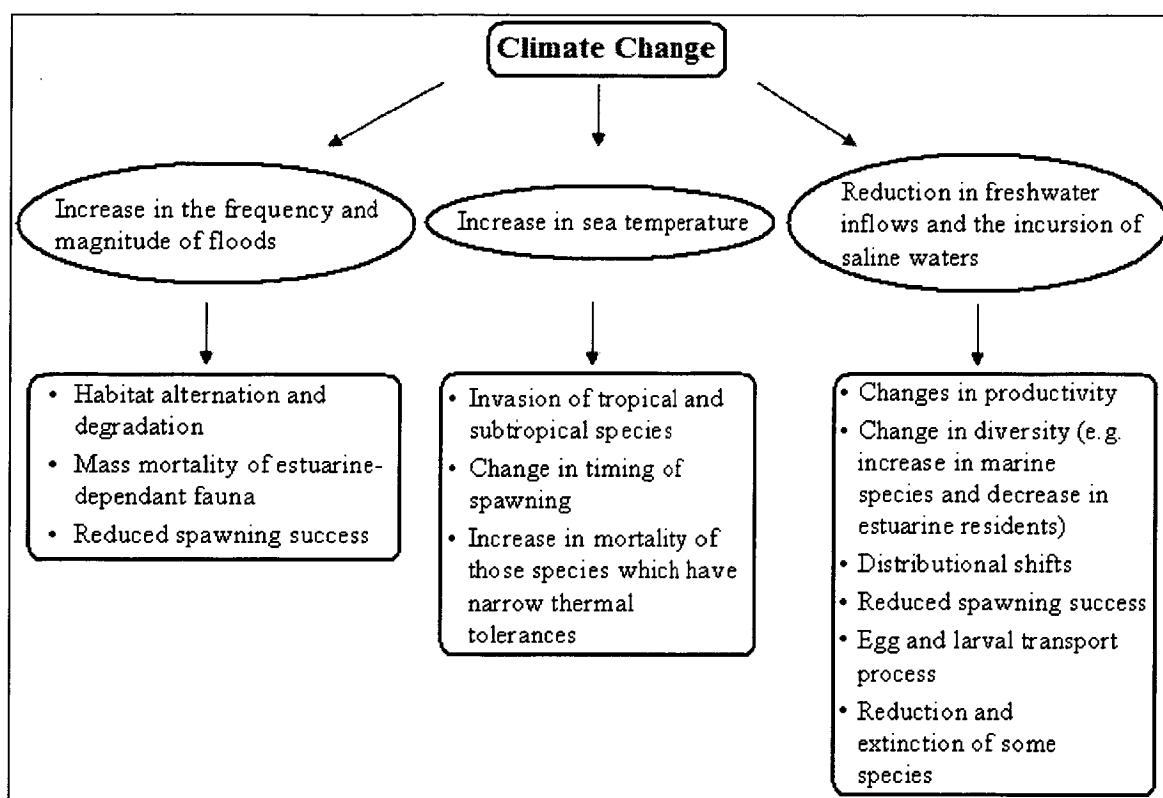 Climate Change
Increase in the frequency and
magnitude of floods
Increase in sea temperature
Reduction in freshwater
inflows and the incursion of
saline waters
• Habitat alternation and
degradation
• Mass mortality of estuarine-
dependant fauna
• Reduced spawning success
• Invasion of tropical and
subtropical species
• Change in timing of
spawning
• Increase in mortality of
those species which have
narrow thermal
tolerances
• Changes in productivity
• Change in diversity (e.g.
increase in marine
species and decrease in
estuarine residents)
• Distributional shifts
• Reduced spawning success
• Egg and larval transport
process
• Reduction and
extinction of some
species